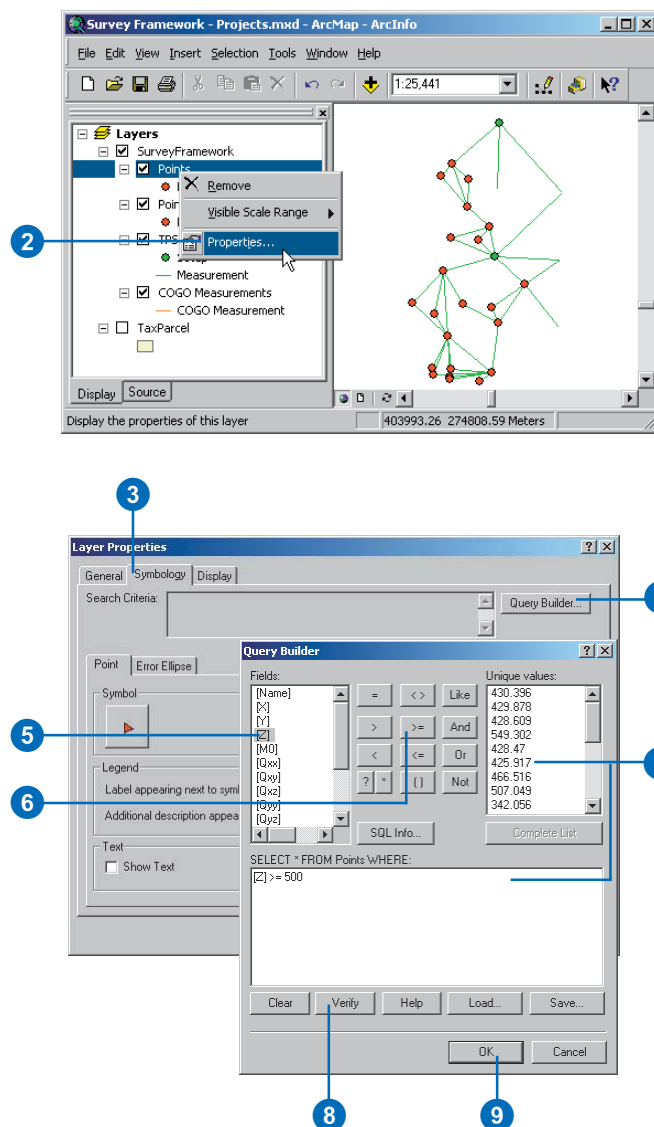 Survey Framework - Projects.mxd - ArcMap - ArcInfo
File Edit View Insert Selection Tools Window Help
1:25,441
Layers
SurveyFramework
Points
Remove
Visible Scale Range
2
Properties...
TPS
Measurement
COGO Measurements
COGO Measurement
TaxParcel
Display Source
Display the properties of this layer
403993.26 274808.59 Meters
3
Layer Properties
General Symbology Display
Search Criteria:
Query Builder...
Point Error Ellipse
Symbol
Legend
Label appearing next to
Additional description
Text
Show Text
Query Builder
Fields:
Unique values:
[Name]
[X]
[Y]
[Z]
[M0]
[Qxx]
[Qxy]
[Qxz]
[Qyy]
[Qyz]
= <> Like
> >= And
< <= Or
? * ( ) Not
430.396
429.878
428.609
549.302
428.47
425.917
466.516
507.049
342.056
5
6
SQL Info...
Complete List
SELECT * FROM Points WHERE:
[Z] >= 500
Clear Verify Help Load... Save...
OK Cancel
8
9